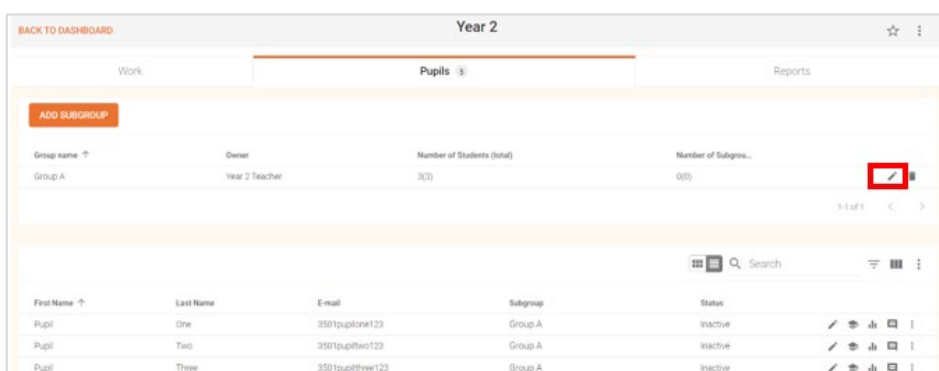 BACK TO DASHBOARD Year 2
Work Pupils 5 Reports
ADD SUBGROUP
Group name Owner Number of Students (total) Number of Subgrou...
Group A Year 2 Teacher 3(3) 0(0)
1-1 of 1
Search
First Name Last Name E-mail Subgroup Status
Pupil One 3501pupilone123 Group A Inactive
Pupil Two 3501pupiltwo123 Group A Inactive
Pupil Three 3501pupilthree123 Group A Inactive